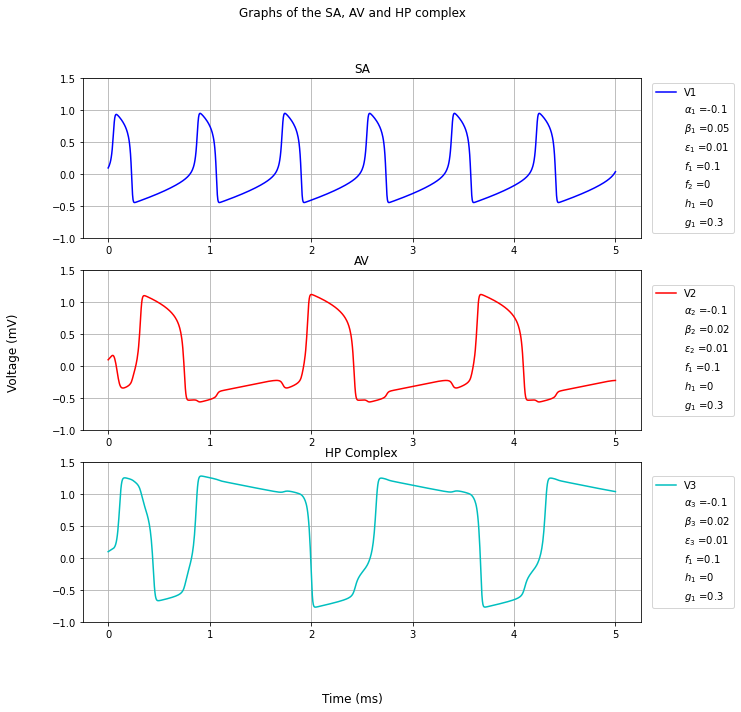 Graphs of the SA, AV and HP complex
SA
1.5
1.0
0.5
0.0
−0.5
−1.0
0 1 2 3 4 5
V1
α₁ =-0.1
β₁ =0.05
ε₁ =0.01
f₁ =0.1
f₂ =0
h₁ =0
g₁ =0.3
AV
1.5
1.0
0.5
0.0
−0.5
−1.0
0 1 2 3 4 5
V2
α₂ =-0.1
β₂ =0.02
ε₂ =0.01
f₁ =0.1
h₁ =0
g₁ =0.3
Voltage (mV)
HP Complex
1.5
1.0
0.5
0.0
−0.5
−1.0
0 1 2 3 4 5
V3
α₃ =-0.1
β₃ =0.02
ε₃ =0.01
f₁ =0.1
h₁ =0
g₁ =0.3
Time (ms)